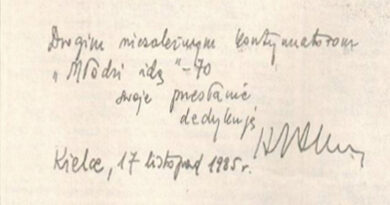 Drogim niezależnym kontynuatorom
„Młodzi idą" - 70
swoje przesłanie
dedykuję
Kielce, 17 listopad 1985 r.